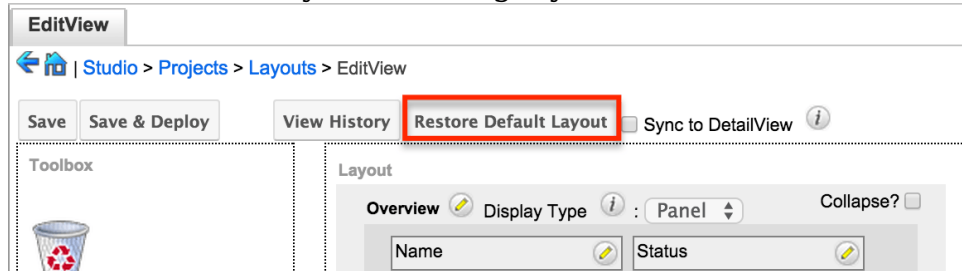 EditView
| Studio > Projects > Layouts > EditView
Save Save & Deploy View History Restore Default Layout Sync to DetailView i
Toolbox
Layout
Overview Display Type i : Panel Collapse?
Name Status